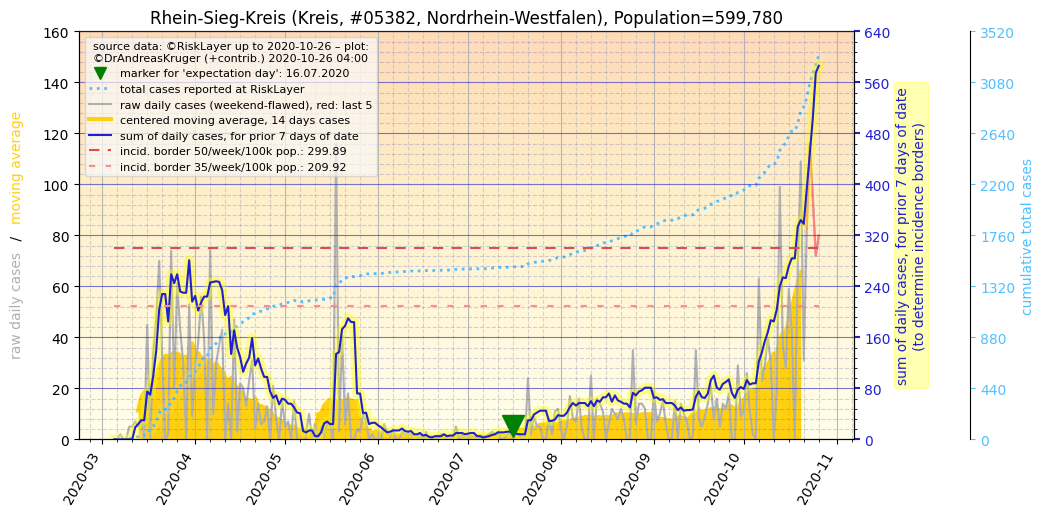 Rhein-Sieg-Kreis (Kreis, #05382, Nordrhein-Westfalen), Population=599,780
source data: ©RiskLayer up to 2020-10-26 – plot:
©DrAndreasKruger (+contrib.) 2020-10-26 04:00
marker for 'expectation day': 16.07.2020
total cases reported at RiskLayer
raw daily cases (weekend-flawed), red: last 5
centered moving average, 14 days cases
sum of daily cases, for prior 7 days of date
incid. border 50/week/100k pop.: 299.89
incid. border 35/week/100k pop.: 209.92
raw daily cases / moving average
160
140
120
100
80
60
40
20
0
2020-03
2020-04
2020-05
2020-06
2020-07
2020-08
2020-09
2020-10
2020-11
640
560
480
400
320
240
160
80
0
sum of daily cases, for prior 7 days of date
(to determine incidence borders)
3520
3080
2640
2200
1760
1320
880
440
0
cumulative total cases